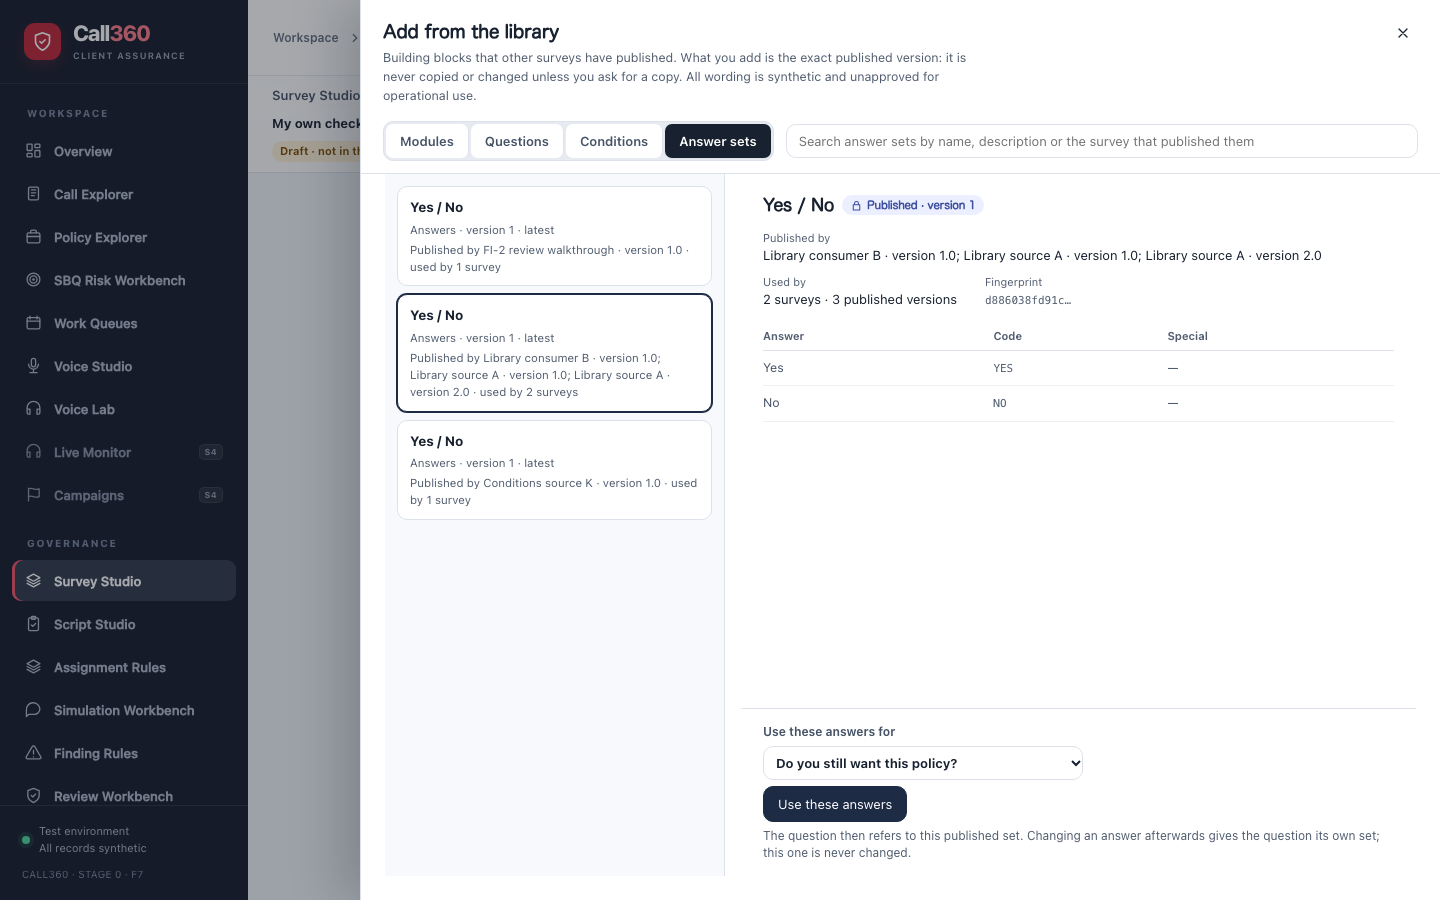 Call360
CLIENT ASSURANCE
WORKSPACE
Overview
Call Explorer
Policy Explorer
SBQ Risk Workbench
Work Queues
Voice Studio
Voice Lab
Live Monitor S4
Campaigns S4
GOVERNANCE
Survey Studio
Script Studio
Assignment Rules
Simulation Workbench
Finding Rules
Review Workbench
Test environment
All records synthetic
CALL360 · STAGE 0 · F7
Workspace
Survey Studio
My own check
Draft · not in th
Add from the library
Building blocks that other surveys have published. What you add is the exact published version: it is
never copied or changed unless you ask for a copy. All wording is synthetic and unapproved for
operational use.
Modules Questions Conditions Answer sets
Search answer sets by name, description or the survey that published them
Yes / No
Answers · version 1 · latest
Published by FI-2 review walkthrough · version 1.0 ·
used by 1 survey
Yes / No
Answers · version 1 · latest
Published by Library consumer B · version 1.0;
Library source A · version 1.0; Library source A ·
version 2.0 · used by 2 surveys
Yes / No
Answers · version 1 · latest
Published by Conditions source K · version 1.0 · used
by 1 survey
Yes / No Published · version 1
Published by
Library consumer B · version 1.0; Library source A · version 1.0; Library source A · version 2.0
Used by Fingerprint
2 surveys · 3 published versions d886038fd91c…
Answer Code Special
Yes YES —
No NO —
Use these answers for
Do you still want this policy?
Use these answers
The question then refers to this published set. Changing an answer afterwards gives the question its own set;
this one is never changed.